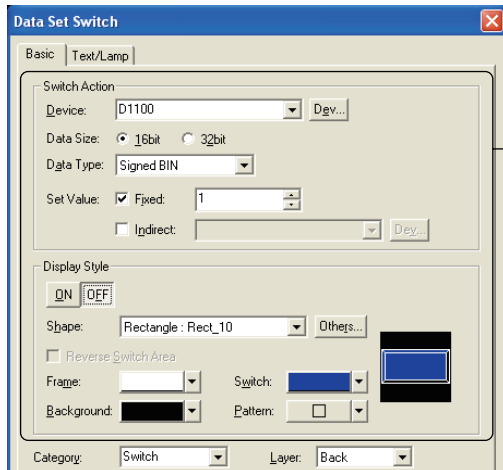 Data Set Switch
Basic Text/Lamp
Switch Action
Device: D1100 Dev...
Data Size: 16bit 32bit
Data Type: Signed BIN
Set Value: Fixed: 1
Indirect: Dev...
Display Style
ON OFF
Shape: Rectangle : Rect_10 Others...
Reverse Switch Area
Frame: Switch:
Background: Pattern:
Category: Switch Layer: Back